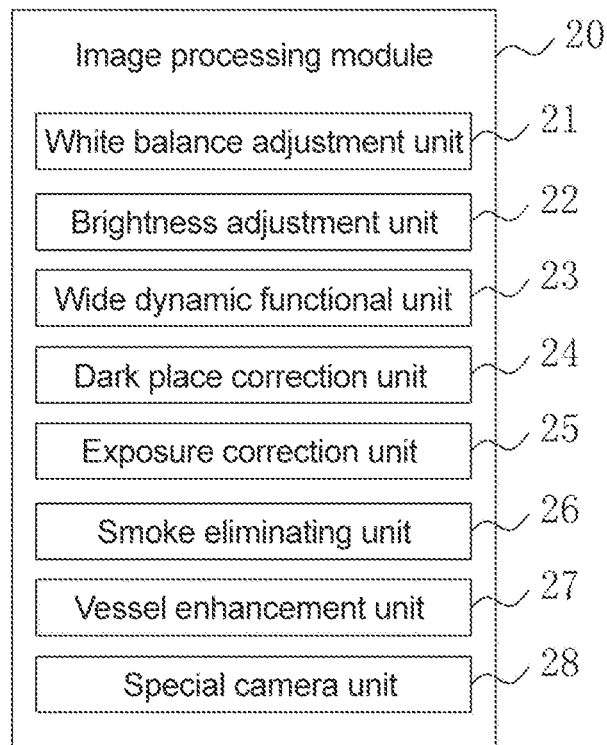 Image processing module 20
White balance adjustment unit 21
Brightness adjustment unit 22
Wide dynamic functional unit 23
Dark place correction unit 24
Exposure correction unit 25
Smoke eliminating unit 26
Vessel enhancement unit 27
Special camera unit 28